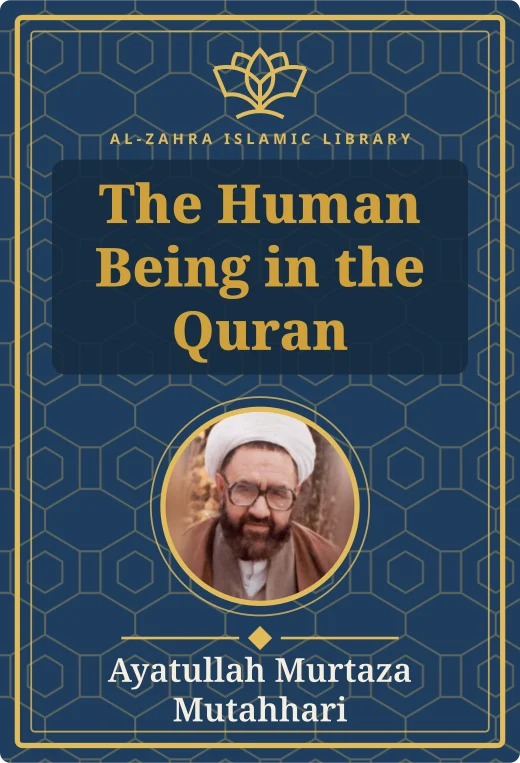 AL-ZAHRA ISLAMIC LIBRARY
The Human
Being in the
Quran
Ayatullah Murtaza
Mutahhari